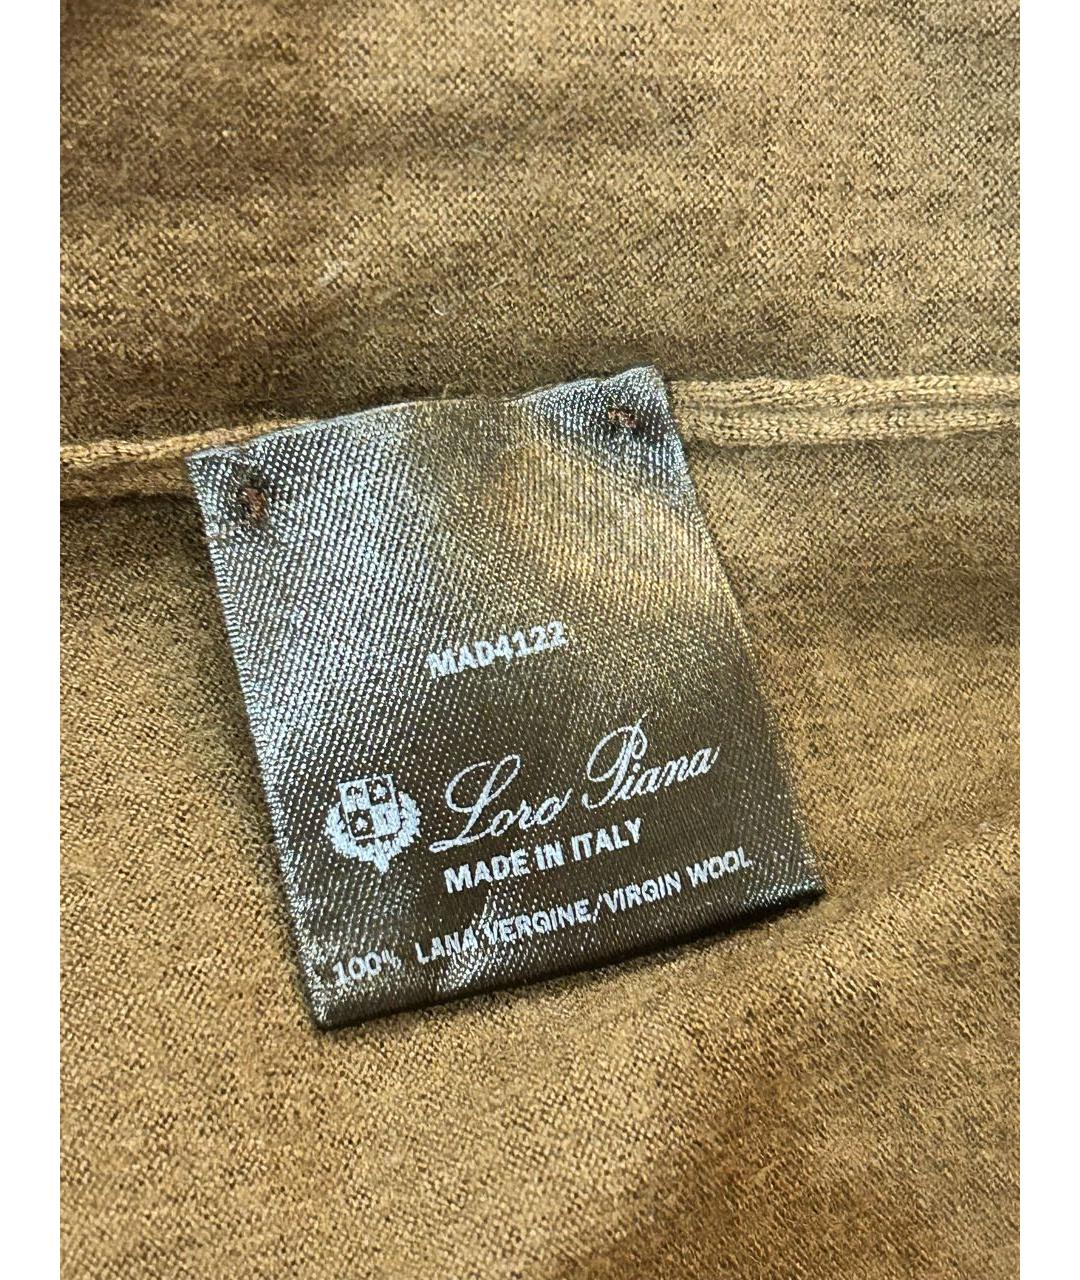 MAD4122
Loro Piana
MADE IN ITALY
100% LANA VERGINE/VIRGIN WOOL